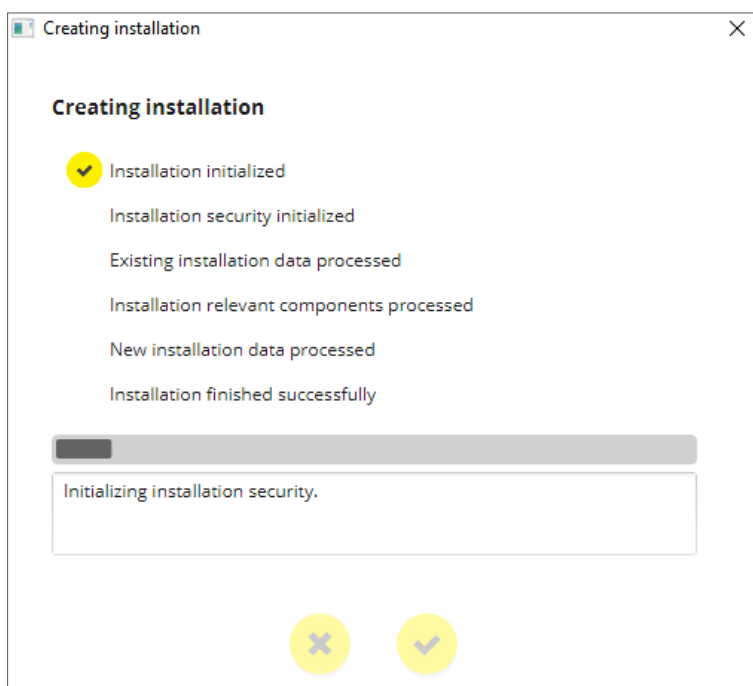 Creating installation
Creating installation
Installation initialized
Installation security initialized
Existing installation data processed
Installation relevant components processed
New installation data processed
Installation finished successfully
Initializing installation security.